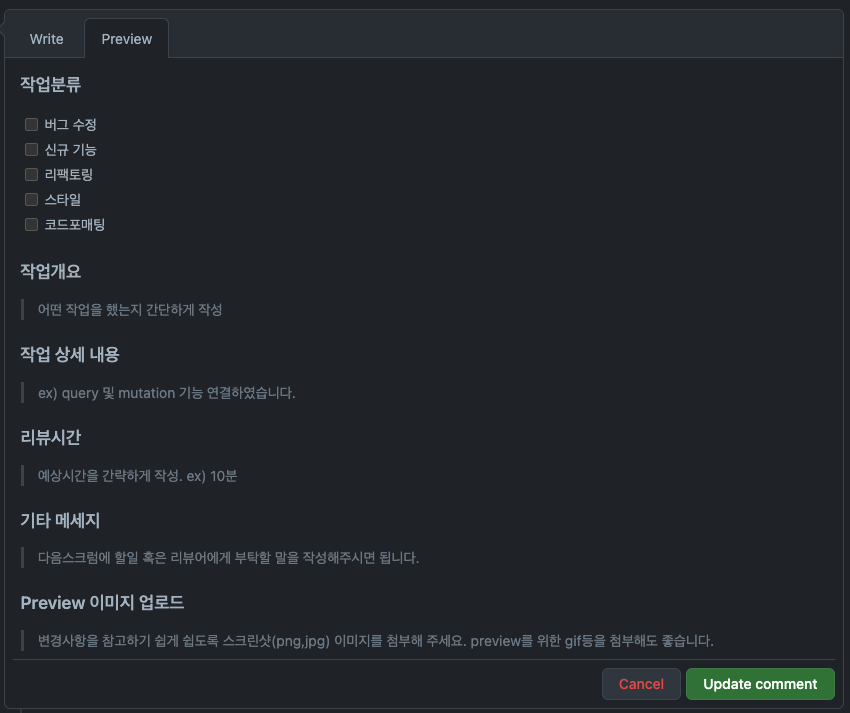 Write
Preview
작업분류
버그 수정
신규 기능
리팩토링
스타일
코드포매팅
작업개요
어떤 작업을 했는지 간단하게 작성
작업 상세 내용
ex) query 및 mutation 기능 연결하였습니다.
리뷰시간
예상시간을 간략하게 작성. ex) 10분
기타 메세지
다음스크럼에 할일 혹은 리뷰어에게 부탁할 말을 작성해주시면 됩니다.
Preview 이미지 업로드
변경사항을 참고하기 쉽게 쉽도록 스크린샷(png,jpg) 이미지를 첨부해 주세요. preview를 위한 gif등을 첨부해도 좋습니다.
Cancel
Update comment